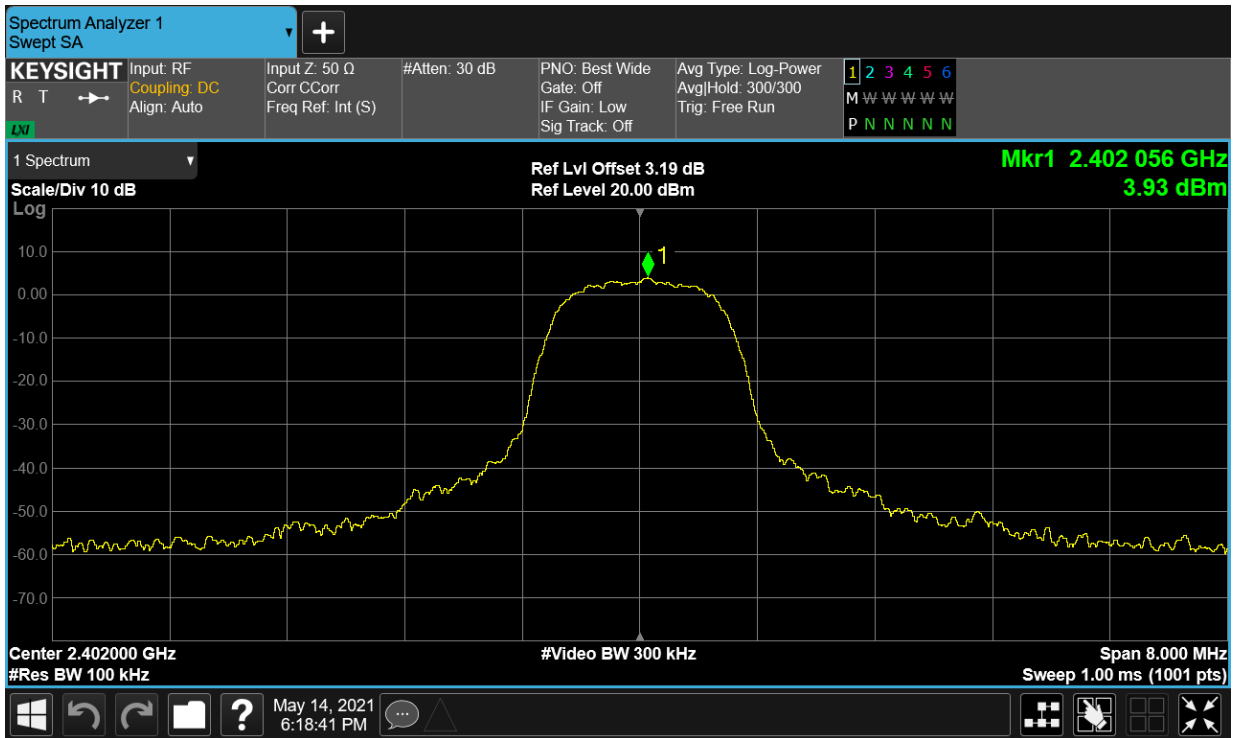 Spectrum Analyzer 1
Swept SA
+
KEYSIGHT
R T
LXI
Input: RF
Coupling: DC
Align: Auto
Input Z: 50 Ω
Corr CCorr
Freq Ref: Int (S)
#Atten: 30 dB
PNO: Best Wide
Gate: Off
IF Gain: Low
Sig Track: Off
Avg Type: Log-Power
Avg|Hold: 300/300
Trig: Free Run
1 2 3 4 5 6
M W W W W W
P N N N N N
1 Spectrum
Scale/Div 10 dB
Log
Ref Lvl Offset 3.19 dB
Ref Level 20.00 dBm
Mkr1 2.402 056 GHz
3.93 dBm
1
10.0
0.00
-10.0
-20.0
-30.0
-40.0
-50.0
-60.0
-70.0
Center 2.402000 GHz
#Res BW 100 kHz
#Video BW 300 kHz
Span 8.000 MHz
Sweep 1.00 ms (1001 pts)
?
May 14, 2021
6:18:41 PM